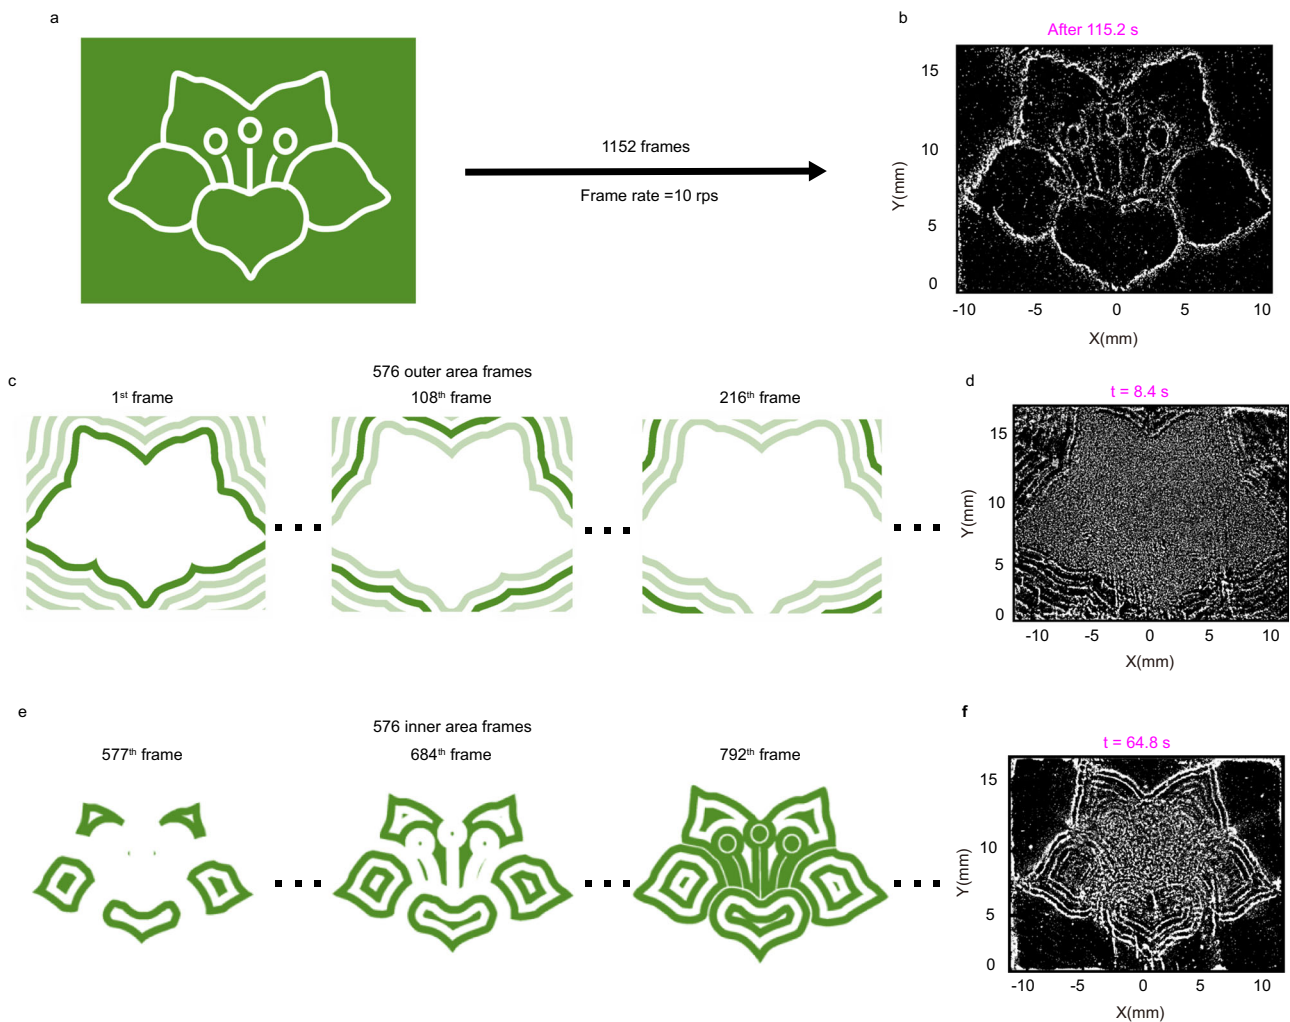 a
b
After 115.2 s
1152 frames
Frame rate =10 rps
15
10
5
0
Y(mm)
-10 -5 0 5 10
X(mm)
c
576 outer area frames
1st frame 108th frame 216th frame
d
t = 8.4 s
15
10
5
0
Y(mm)
-10 -5 0 5 10
X(mm)
e
576 inner area frames
577th frame 684th frame 792th frame
f
t = 64.8 s
15
10
5
0
Y(mm)
-10 -5 0 5 10
X(mm)